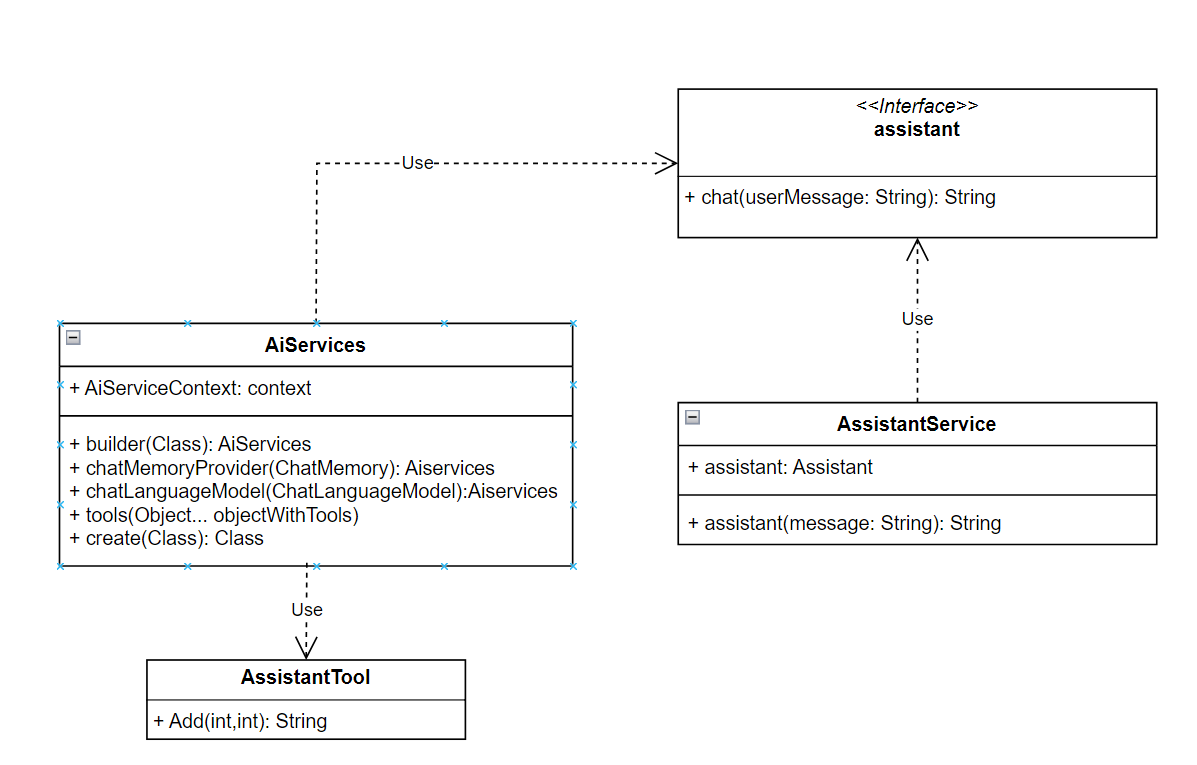 <<Interface>>
assistant
+ chat(userMessage: String): String
Use
Use
AiServices
+ AiServiceContext: context
+ builder(Class): AiServices
+ chatMemoryProvider(ChatMemory): Aiservices
+ chatLanguageModel(ChatLanguageModel):Aiservices
+ tools(Object... objectWithTools)
+ create(Class): Class
AssistantService
+ assistant: Assistant
+ assistant(message: String): String
Use
AssistantTool
+ Add(int,int): String